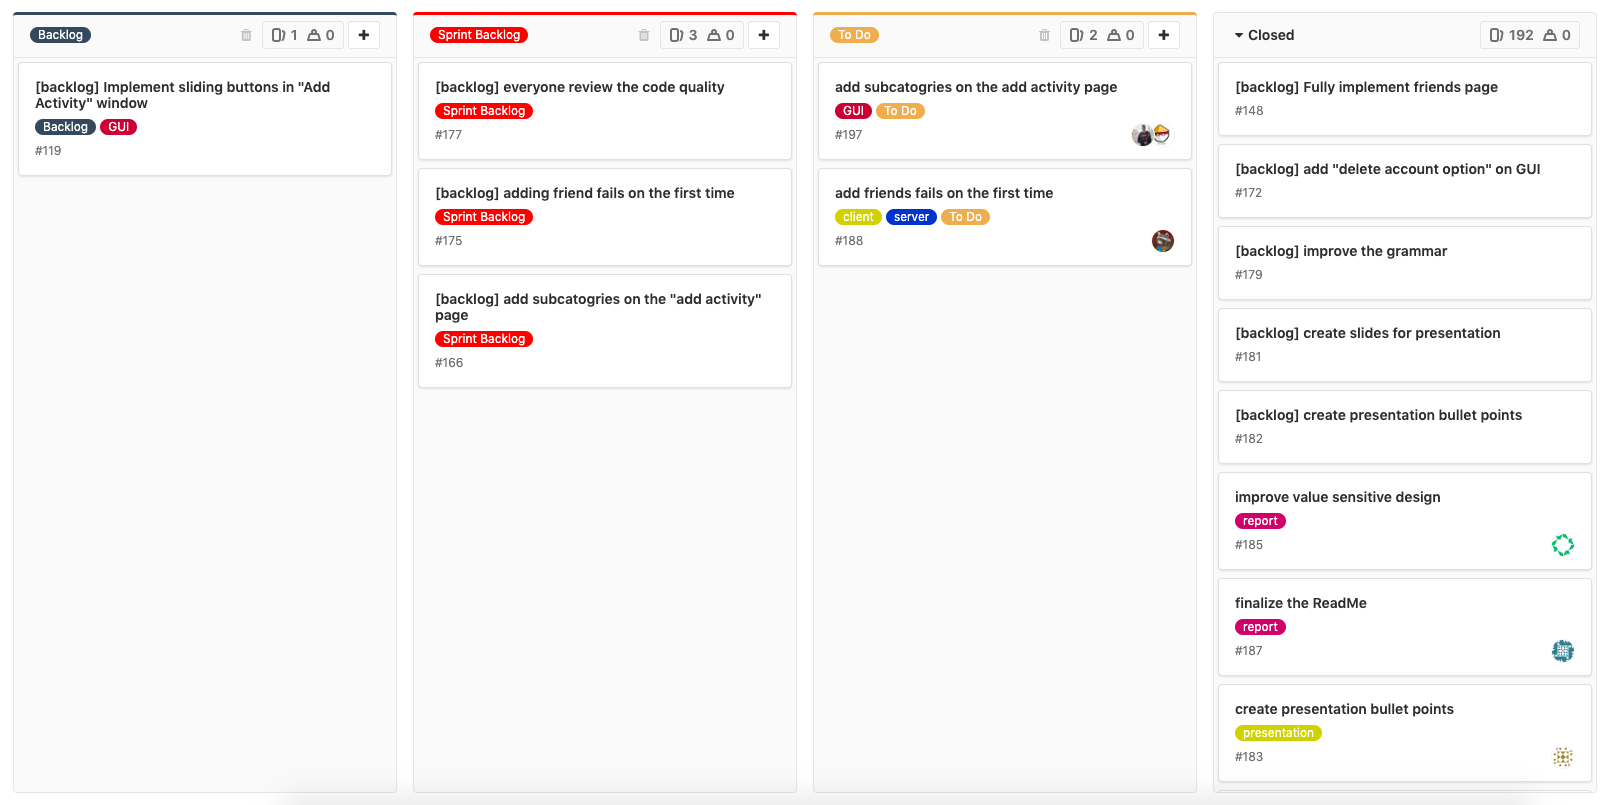 Backlog 1 0
[backlog] Implement sliding buttons in "Add
Activity" window
Backlog GUI
#119
Sprint Backlog 3 0
[backlog] everyone review the code quality
Sprint Backlog
#177
[backlog] adding friend fails on the first time
Sprint Backlog
#175
[backlog] add subcatogries on the "add activity"
page
Sprint Backlog
#166
To Do 2 0
add subcatogries on the add activity page
GUI To Do
#197
add friends fails on the first time
client server To Do
#188
Closed 192 0
[backlog] Fully implement friends page
#148
[backlog] add "delete account option" on GUI
#172
[backlog] improve the grammar
#179
[backlog] create slides for presentation
#181
[backlog] create presentation bullet points
#182
improve value sensitive design
report
#185
finalize the ReadMe
report
#187
create presentation bullet points
presentation
#183